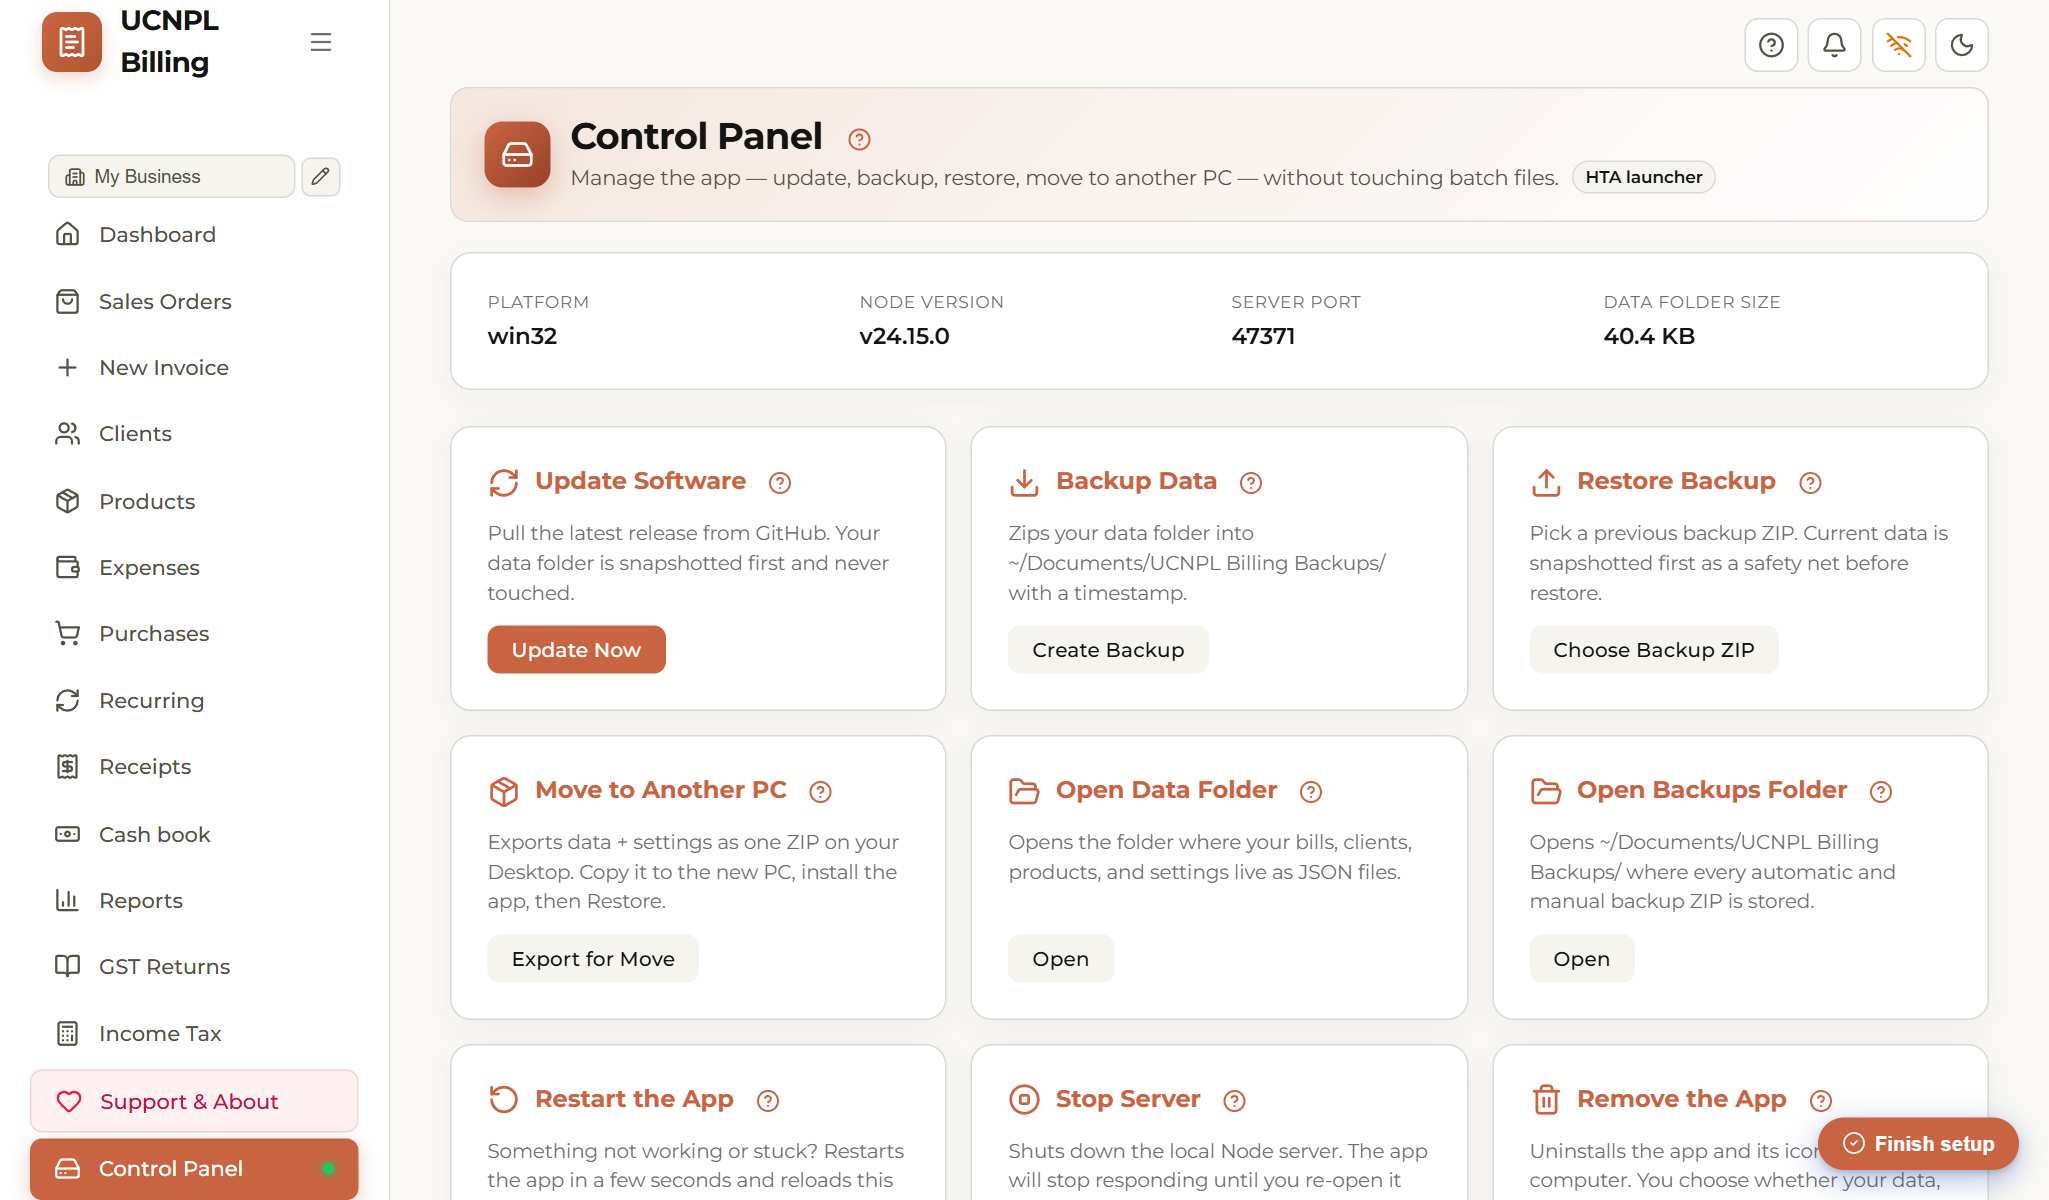 UCNPL
Billing
My Business
Dashboard
Sales Orders
New Invoice
Clients
Products
Expenses
Purchases
Recurring
Receipts
Cash book
Reports
GST Returns
Income Tax
Support & About
Control Panel
Control Panel
Manage the app — update, backup, restore, move to another PC — without touching batch files.
HTA launcher
PLATFORM
win32
NODE VERSION
v24.15.0
SERVER PORT
47371
DATA FOLDER SIZE
40.4 KB
Update Software
Pull the latest release from GitHub. Your
data folder is snapshotted first and never
touched.
Update Now
Backup Data
Zips your data folder into
~/Documents/UCNPL Billing Backups/
with a timestamp.
Create Backup
Restore Backup
Pick a previous backup ZIP. Current data is
snapshotted first as a safety net before
restore.
Choose Backup ZIP
Move to Another PC
Exports data + settings as one ZIP on your
Desktop. Copy it to the new PC, install the
app, then Restore.
Export for Move
Open Data Folder
Opens the folder where your bills, clients,
products, and settings live as JSON files.
Open
Open Backups Folder
Opens ~/Documents/UCNPL Billing
Backups/ where every automatic and
manual backup ZIP is stored.
Open
Restart the App
Something not working or stuck? Restarts
the app in a few seconds and reloads this
Stop Server
Shuts down the local Node server. The app
will stop responding until you re-open it
Remove the App
Uninstalls the app and its
computer. You choose whether your data,
Finish setup